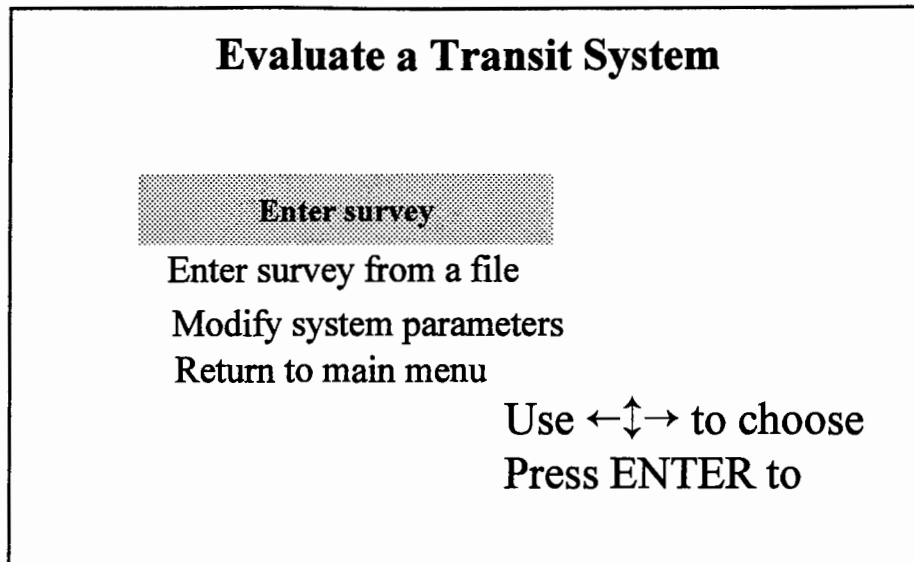 Evaluate a Transit System
Enter survey
Enter survey from a file
Modify system parameters
Return to main menu
Use ←↕→ to choose
Press ENTER to